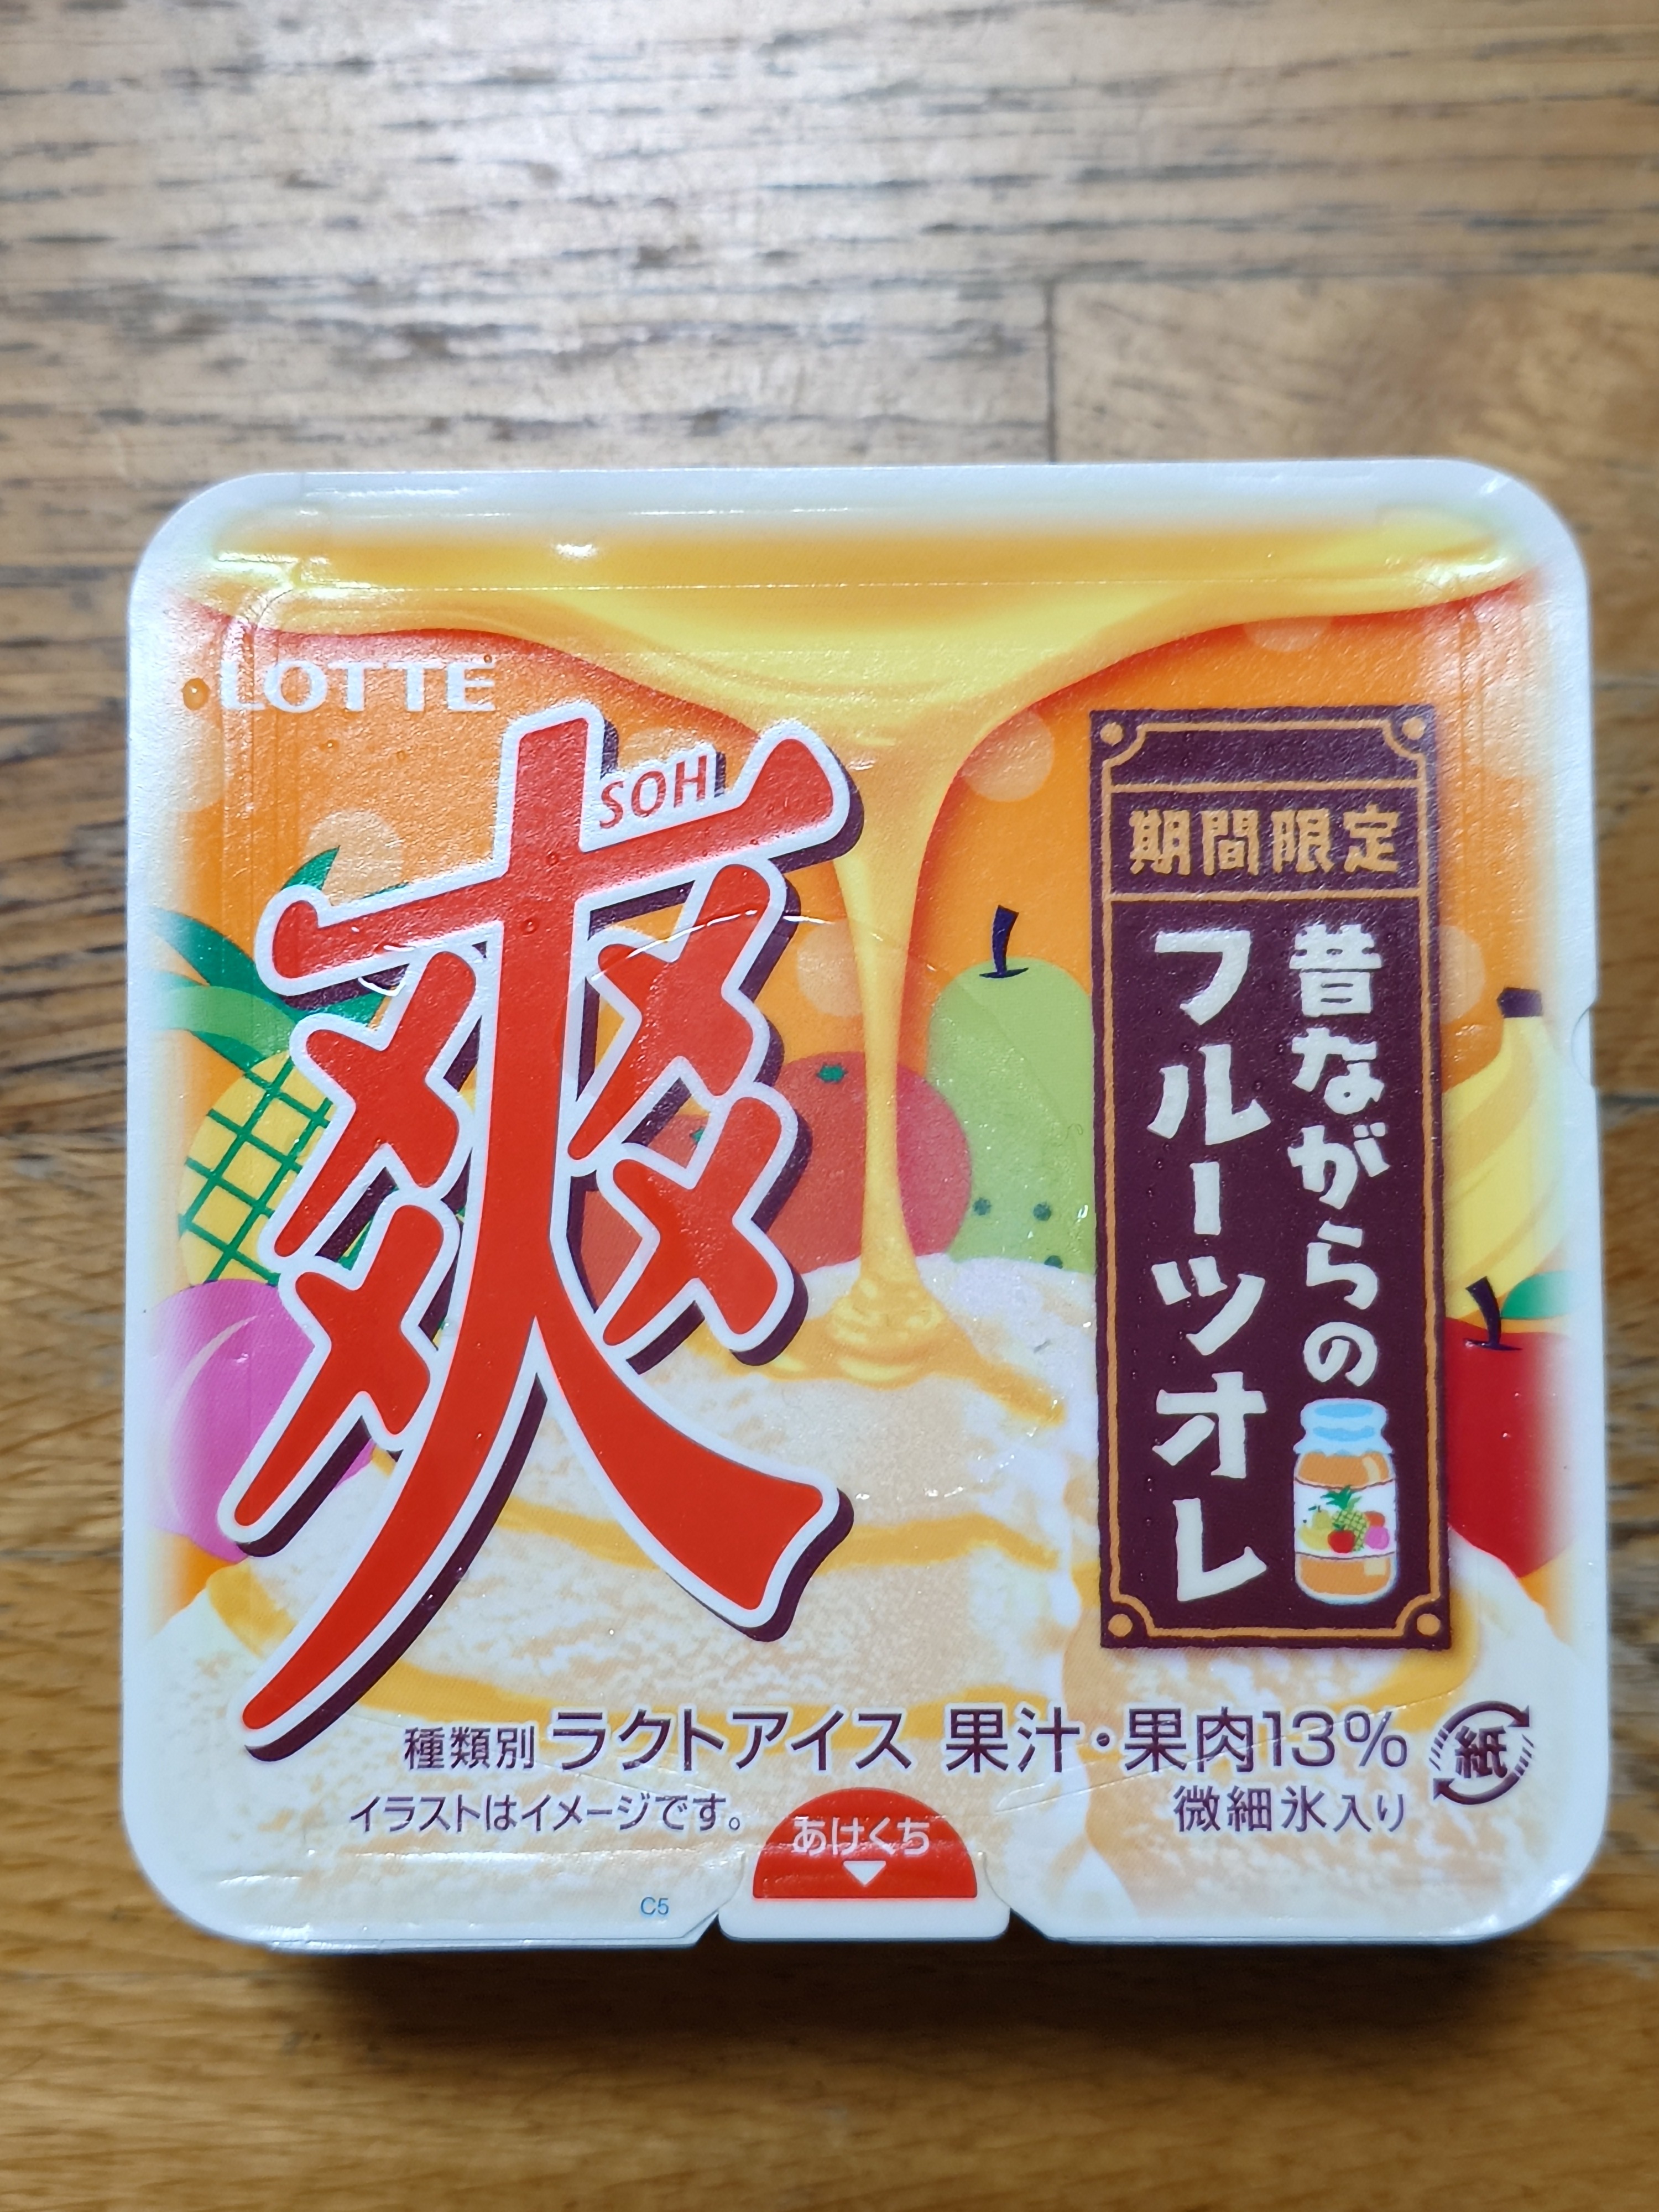 LOTTE
爽
SOH
期間限定
昔ながらの
フルーツオレ
種類別 ラクトアイス 果汁・果肉13%
紙
イラストはイメージです。
微細氷入り
あけくち
C5